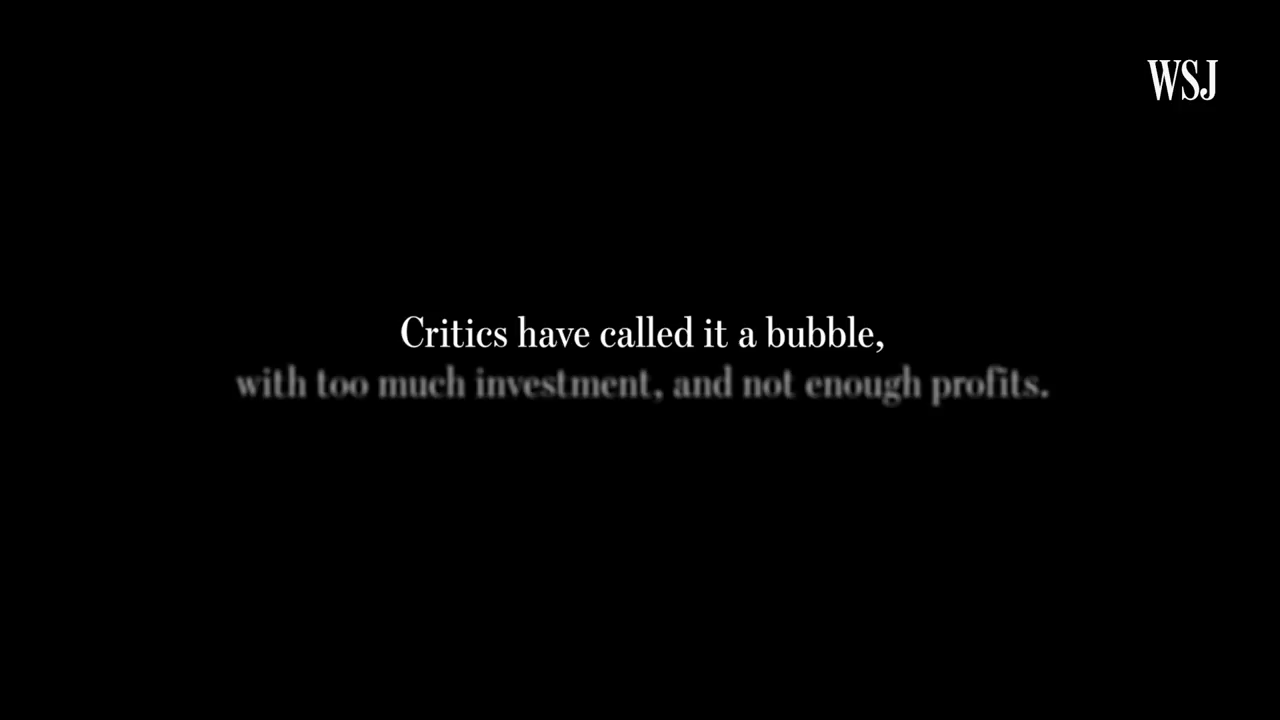 WSJ
Critics have called it a bubble,
with too much investment, and not enough profits.